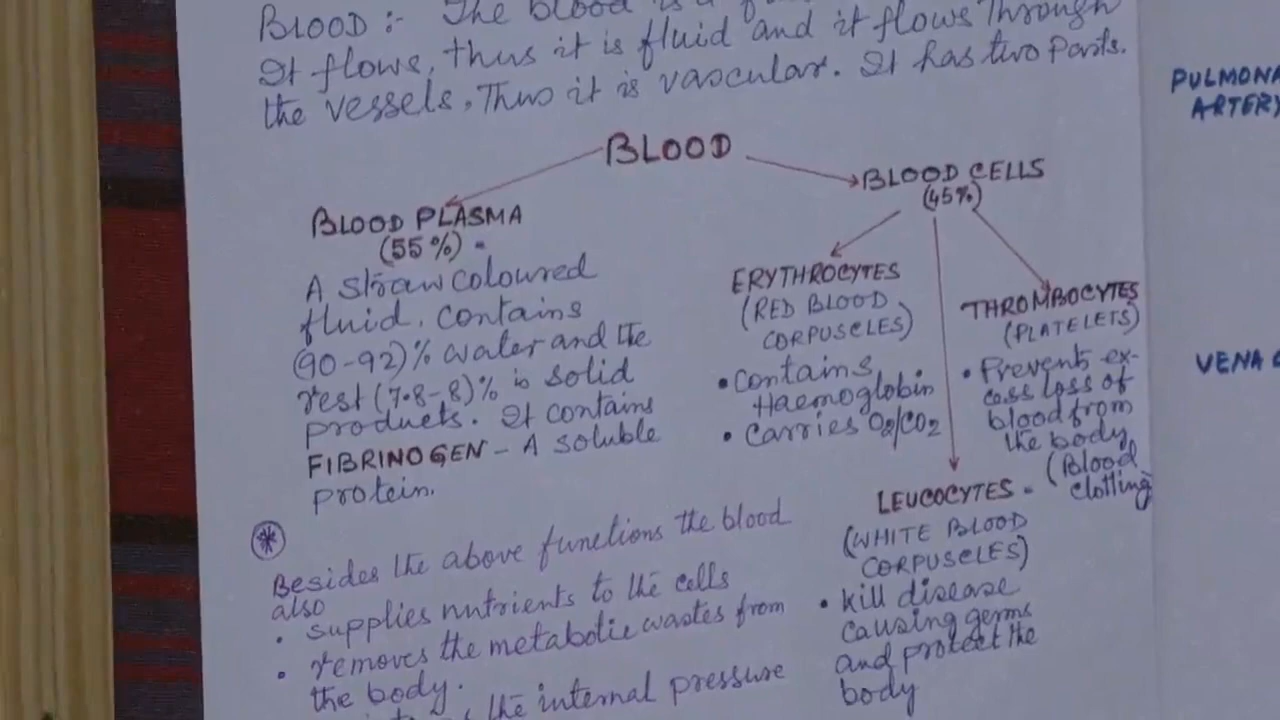 BLOOD :- The blood is a
It flows, thus it is fluid and it flows through
the vessels, Thus it is vascular. It has two Parts.
BLOOD
BLOOD PLASMA
(55%)
A straw coloured
fluid, contains
(90-92)% water and the
rest (7.8-8)% is solid
products. It contains
FIBRINOGEN - A soluble
protein.
BLOOD CELLS
(45%)
ERYTHROCYTES
(RED BLOOD
CORPUSCLES)
• Contains
Haemoglobin
• Carries O2/CO2
THROMBOCYTES
(PLATELETS)
• Prevents ex-
cess loss of
blood from
the body
(Blood
clotting
LEUCOCYTES -
(WHITE BLOOD
CORPUSCLES)
• Kill disease
causing germs
and protect the
body
Besides the above functions the blood
also
• supplies nutrients to the cells
• removes the metabolic wastes from
the body.
the internal pressure
PULMONA
ARTERY
VENA